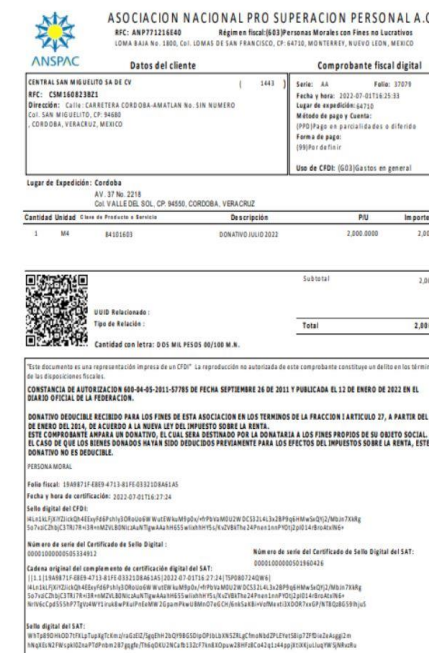 ASOCIACION NACIONAL PRO SUPERACION PERSONAL A.C
RFC: ANP771216E40 Régimen fiscal:(603)Personas Morales con Fines no Lucrativos
LOMA BAJA No. 1800, Col. LOMAS DE SAN FRANCISCO, CP: 64710, MONTERREY, NUEVO LEON, MEXICO
ANSPAC
Datos del cliente
Comprobante fiscal digital
CENTRAL SAN MIGUELITO SA DE CV ( 1443 )
RFC: CSM160823BZ1
Dirección: Calle: CARRETERA CORDOBA-AMATLAN No. SIN NUMERO
Col. SAN MIGUELITO, CP: 94680
, CORDOBA, VERACRUZ, MEXICO
Serie: AA Folio: 37079
Fecha y hora: 2022-07-01T16:25:33
Lugar de expedición: 64710
Método de pago y Cuenta:
(PPD)Pago en parcialidades o diferido
Forma de pago:
(99)Por definir
Uso de CFDI: (G03)Gastos en general
Lugar de Expedición: Cordoba
AV. 37 No. 2218
Col. VALLE DEL SOL, CP: 94550, CORDOBA, VERACRUZ
Cantidad Unidad Clave de Producto o Servicio Descripción P/U Importe
1 M4 84101603 DONATIVO JULIO 2022 2,000.0000 2,00
Subtotal 2,00
UUID Relacionado :
Tipo de Relación :
Total 2,00
Cantidad con letra: DOS MIL PESOS 00/100 M.N.
"Este documento es una representación impresa de un CFDI" La reproducción no autorizada de este comprobante constituye un delito en los términ
de las disposiciones fiscales.
CONSTANCIA DE AUTORIZACION 600-04-05-2011-57785 DE FECHA SEPTIEMBRE 26 DE 2011 Y PUBLICADA EL 12 DE ENERO DE 2022 EN EL
DIARIO OFICIAL DE LA FEDERACION.
DONATIVO DEDUCIBLE RECIBIDO PARA LOS FINES DE ESTA ASOCIACION EN LOS TERMINOS DE LA FRACCION I ARTICULO 27, A PARTIR DEL
DE ENERO DEL 2014, DE ACUERDO A LA NUEVA LEY DEL IMPUESTO SOBRE LA RENTA.
ESTE COMPROBANTE AMPARA UN DONATIVO, EL CUAL SERA DESTINADO POR LA DONATARIA A LOS FINES PROPIOS DE SU OBJETO SOCIAL.
EL CASO DE QUE LOS BIENES DONADOS HAYAN SIDO DEDUCIDOS PREVIAMENTE PARA LOS EFECTOS DEL IMPUESTOS SOBRE LA RENTA, ESTE
DONATIVO NO ES DEDUCIBLE.
PERSONA MORAL
Folio fiscal: 19A9B71F-E8E9-4713-81FE-03321D8A61A5
Fecha y hora de certificación: 2022-07-01T16:27:24
Sello digital del CFDI:
Número de serie del Certificado de Sello Digital :
00001000000505334912
Número de serie del Certificado de Sello Digital del SAT:
00001000000501960426
Cadena original del complemento de certificación digital del SAT:
Sello digital del SAT: